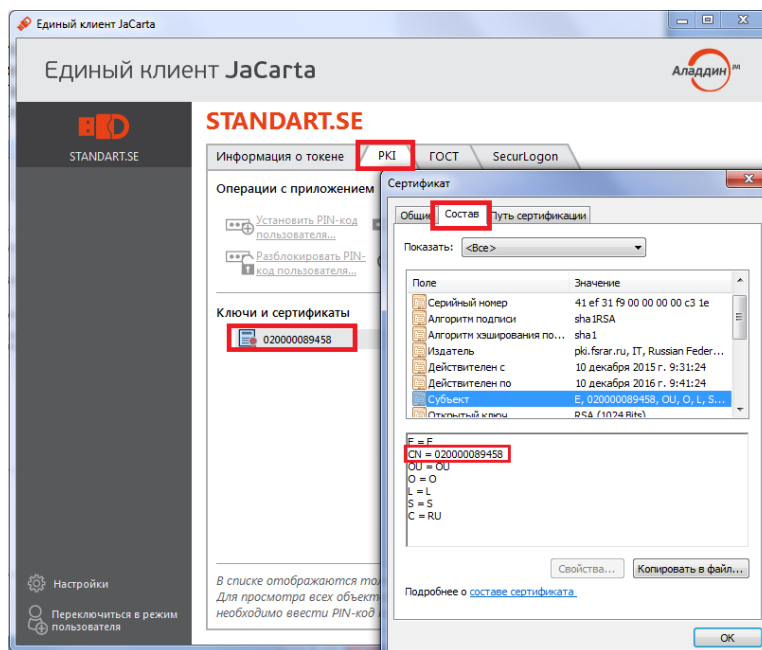 Единый клиент JaCarta
Единый клиент JaCarta
Аладдин
STANDART.SE
STANDART.SE
Информация о токене
PKI
ГОСТ
SecurLogon
Операции с приложением
Установить PIN-код
пользователя...
Разблокировать PIN-
код пользователя...
Ключи и сертификаты
020000089458
В списке отображаются
Для просмотра всех
необходимо ввести PIN-код
Настройки
Переключиться в режим
пользователя
Сертификат
Общие
Состав
Путь сертификации
Показать:
<Все>
Поле Значение
Серийный номер 41 ef 31 f9 00 00 00 00 c3 1e
Алгоритм подписи sha1RSA
Алгоритм хэширования по... sha1
Издатель pki.fsrar.ru, IT, Russian Feder...
Действителен с 10 декабря 2015 г. 9:31:24
Действителен по 10 декабря 2016 г. 9:41:24
Субъект E, 020000089458, OU, O, L, S...
Открытый ключ RSA (1024 Bits)
E = E
CN = 020000089458
OU = OU
O = O
L = L
S = S
C = RU
Свойства...
Копировать в файл...
Подробнее о составе сертификата
OK